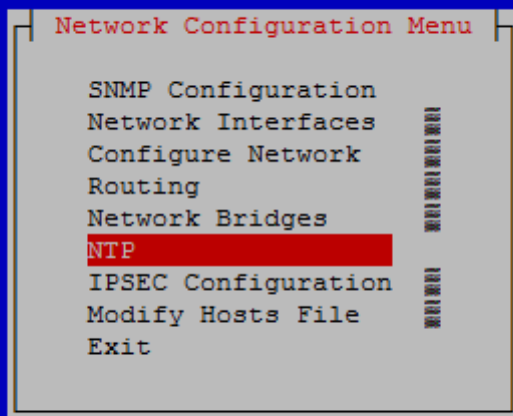 Network Configuration Menu
SNMP Configuration
Network Interfaces
Configure Network
Routing
Network Bridges
NTP
IPSEC Configuration
Modify Hosts File
Exit